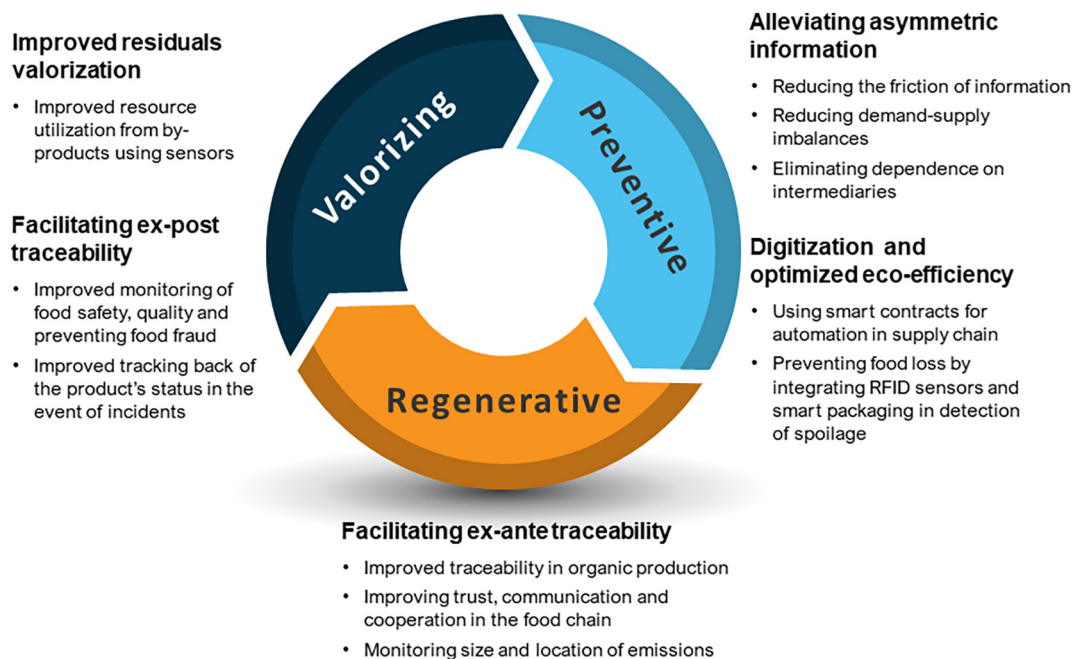 Improved residuals
valorization
• Improved resource
utilization from by-
products using sensors
Facilitating ex-post
traceability
• Improved monitoring of
food safety, quality and
preventing food fraud
• Improved tracking back of
the product's status in the
event of incidents
Valorizing
Preventive
Regenerative
Alleviating asymmetric
information
• Reducing the friction of information
• Reducing demand-supply
imbalances
• Eliminating dependence on
intermediaries
Digitization and
optimized eco-efficiency
• Using smart contracts for
automation in supply chain
• Preventing food loss by
integrating RFID sensors and
smart packaging in detection
of spoilage
Facilitating ex-ante traceability
• Improved traceability in organic production
• Improving trust, communication and
cooperation in the food chain
• Monitoring size and location of emissions